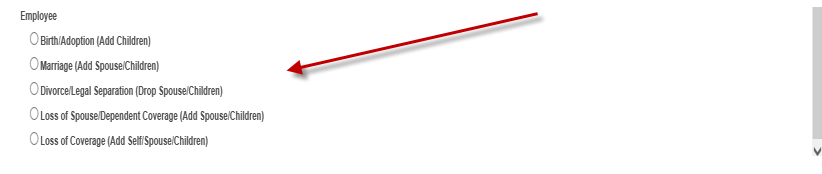 Employee
Birth/Adoption (Add Children)
Marriage (Add Spouse/Children)
Divorce/Legal Separation (Drop Spouse/Children)
Loss of Spouse/Dependent Coverage (Add Spouse/Children)
Loss of Coverage (Add Self/Spouse/Children)